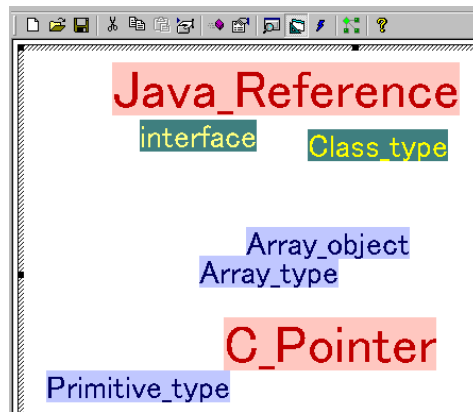 Java_Reference
interface
Class_type
Array_object
Array_type
C_Pointer
Primitive_type